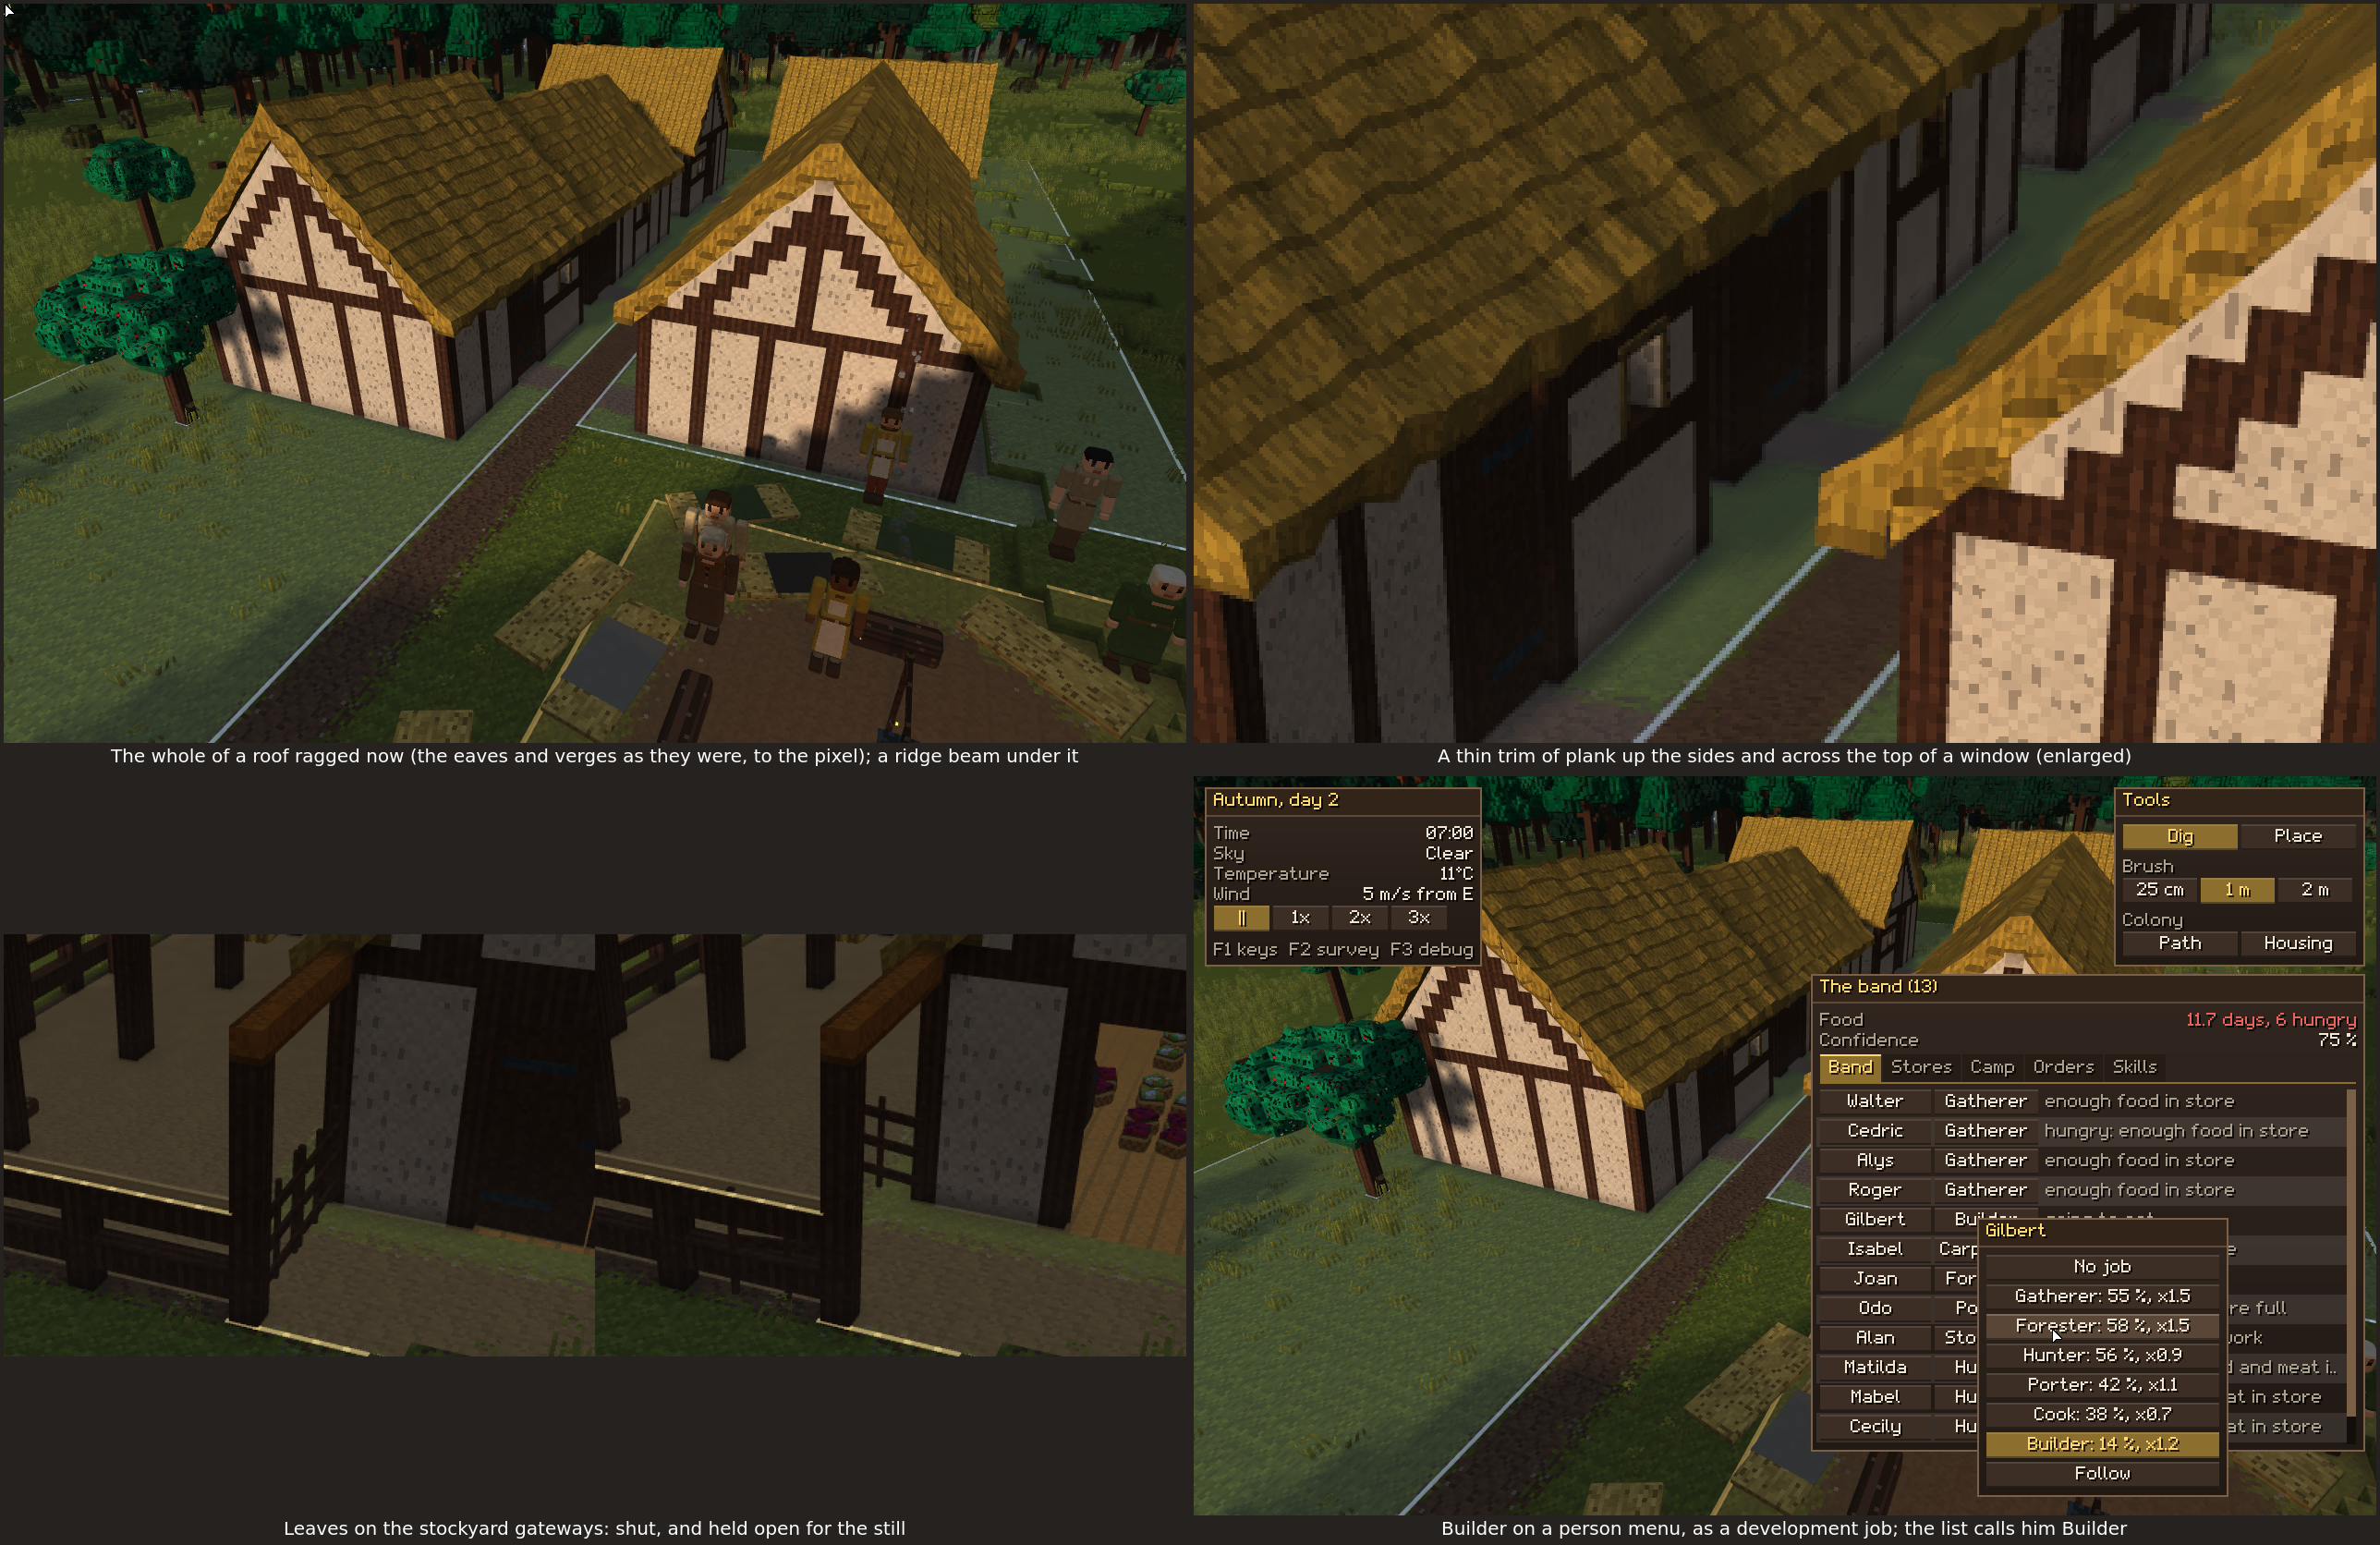 The whole of a roof ragged now (the eaves and verges as they were, to the pixel); a ridge beam under it
A thin trim of plank up the sides and across the top of a window (enlarged)
Autumn, day 2
Time 07:00
Sky Clear
Temperature 11°C
Wind 5 m/s from E
|| 1x 2x 3x
F1 keys F2 survey F3 debug
Tools
Dig Place
Brush
25 cm 1 m 2 m
Colony
Path Housing
The band (13)
Food 11.7 days, 6 hungry
Confidence 75 %
Band Stores Camp Orders Skills
Walter Gatherer enough food in store
Cedric Gatherer hungry: enough food in store
Alys Gatherer enough food in store
Roger Gatherer enough food in store
Gilbert
Isabel Carp
Joan For
Odo Po re full
Alan Sto work
Matilda Hu d and meat i..
Mabel Hu at in store
Cecily Hu at in store
Gilbert
No job
Gatherer: 55 %, x1.5
Forester: 58 %, x1.5
Hunter: 56 %, x0.9
Porter: 42 %, x1.1
Cook: 38 %, x0.7
Builder: 14 %, x1.2
Follow
Leaves on the stockyard gateways: shut, and held open for the still
Builder on a person menu, as a development job; the list calls him Builder